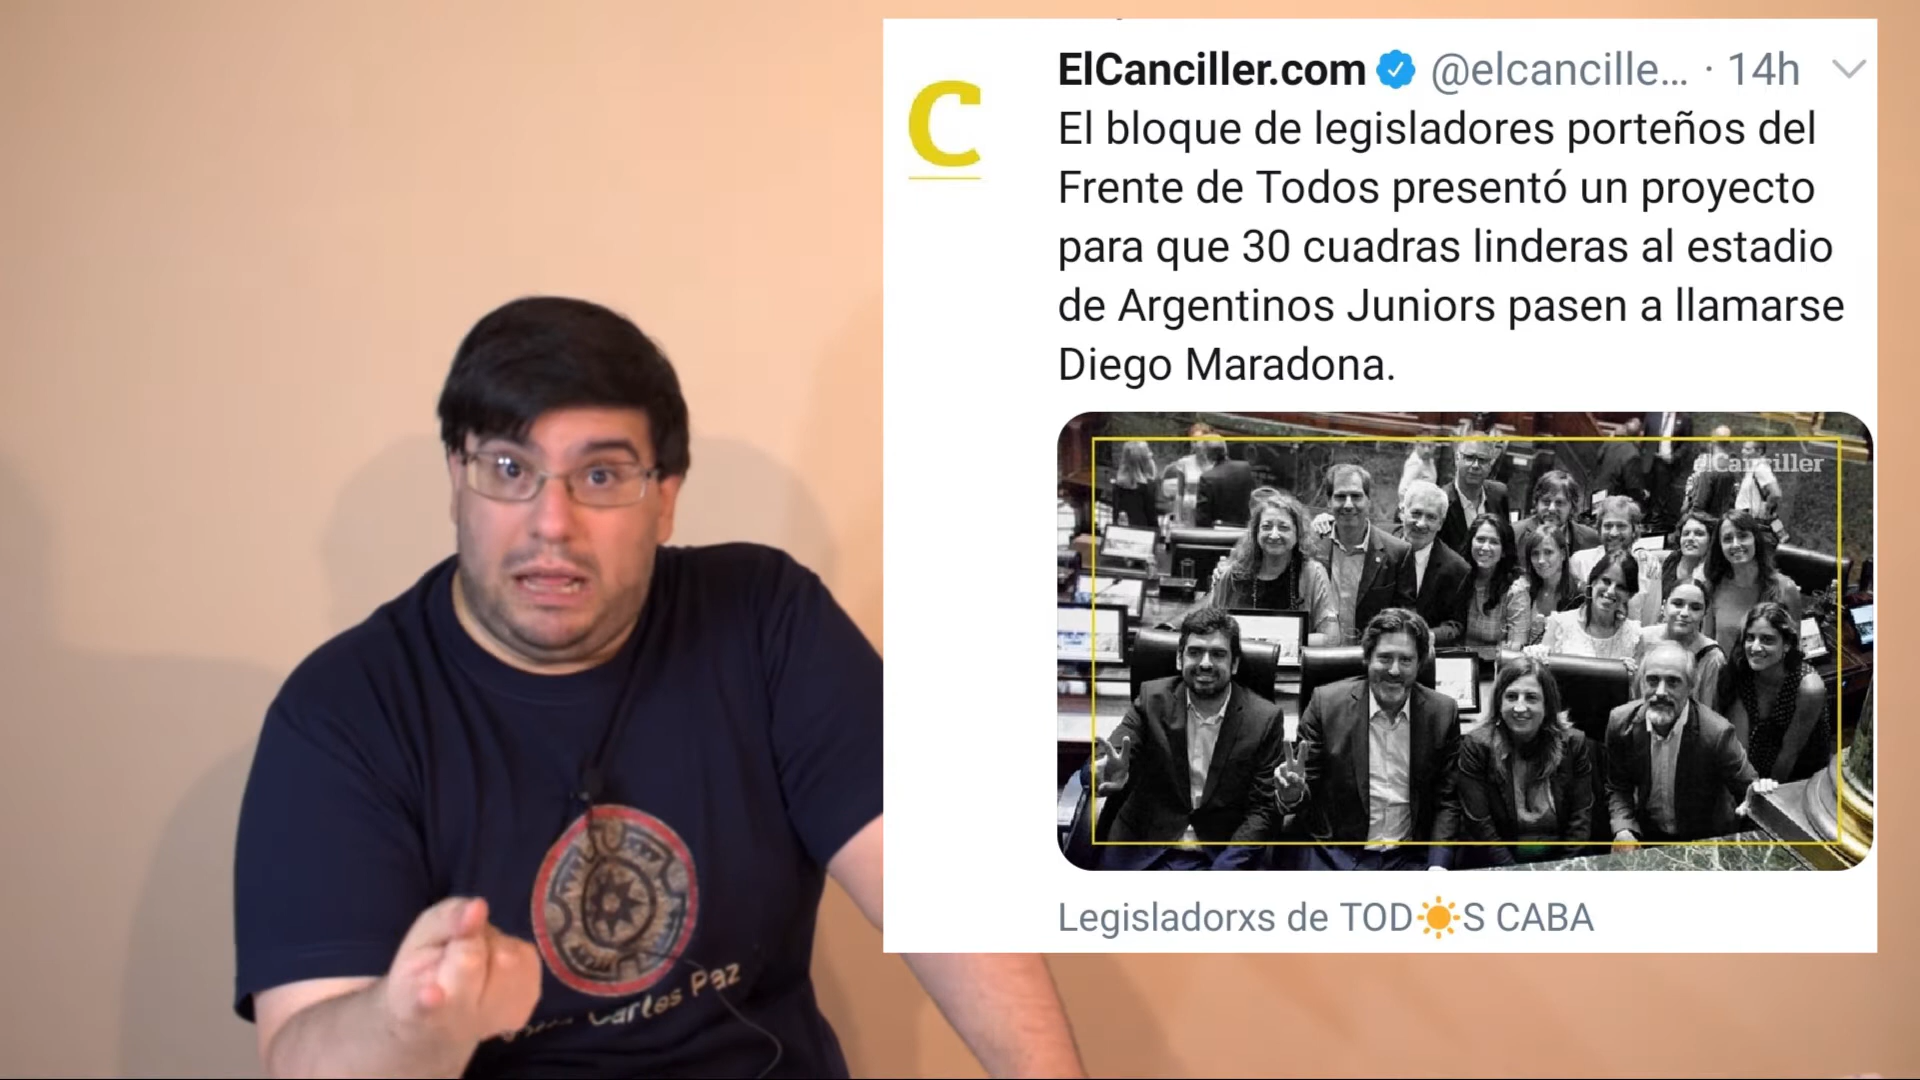 ElCanciller.com @elcancille... · 14h
C
El bloque de legisladores porteños del
Frente de Todos presentó un proyecto
para que 30 cuadras linderas al estadio
de Argentinos Juniors pasen a llamarse
Diego Maradona.
elCanciller
Legisladorxs de TOD☀️S CABA
Carlos Paz